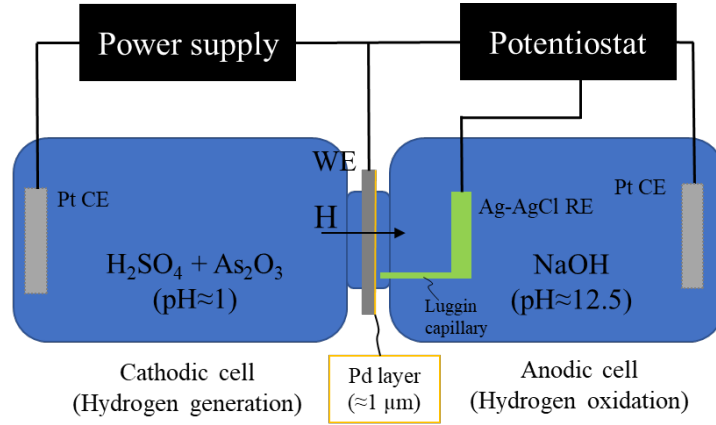 Power supply
Potentiostat
WE
Pt CE
Pt CE
Ag-AgCl RE
H
H₂SO₄ + As₂O₃
(pH≈1)
NaOH
(pH≈12.5)
Luggin
capillary
Cathodic cell
(Hydrogen generation)
Pd layer
(≈1 μm)
Anodic cell
(Hydrogen oxidation)